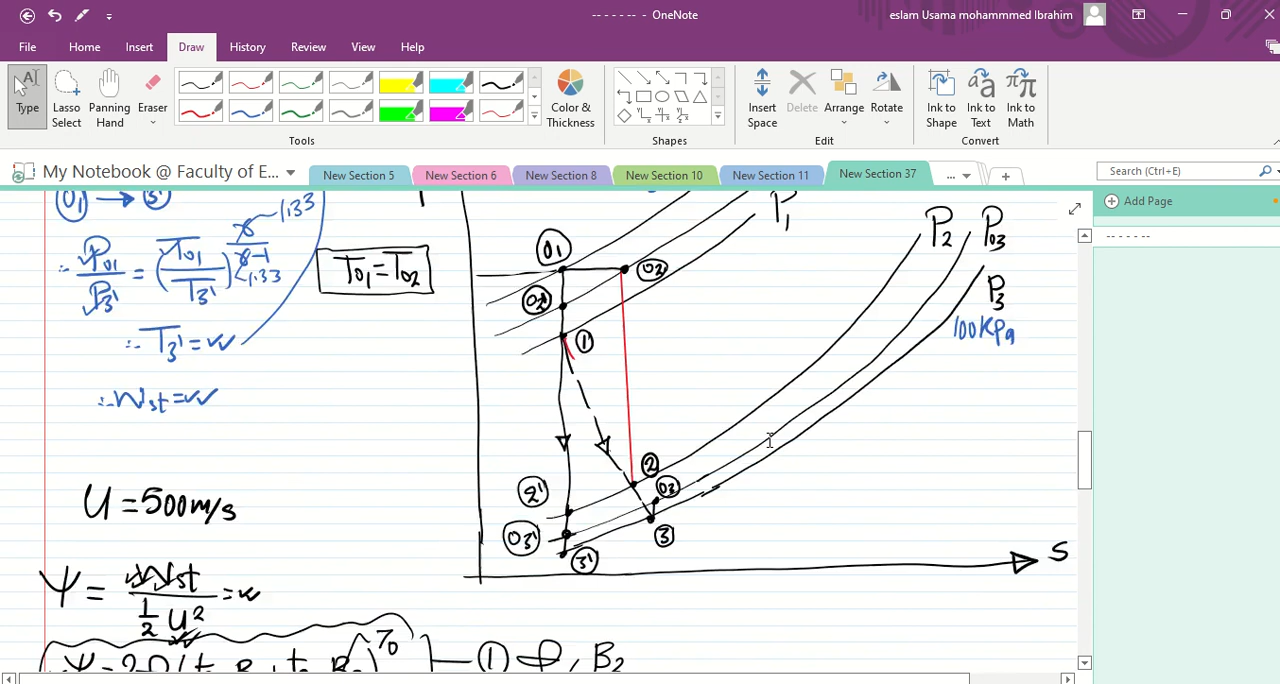 - - - - - - - OneNote
eslam Usama mohammmed Ibrahim
File Home Insert Draw History Review View Help
Type
Lasso Select
Panning Hand
Eraser
Color & Thickness
Insert Space
Delete
Arrange
Rotate
Ink to Shape
Ink to Text
Ink to Math
Tools Shapes Edit Convert
My Notebook @ Faculty of E...
New Section 5
New Section 6
New Section 8
New Section 10
New Section 11
New Section 37
...
Search (Ctrl+E)
Add Page
- - - - - -
01 → 3'
1.33
∴ P01/P3' = (T01/T3')^(γ/γ-1)
1.33
∴ T3' = ✓
∴ Wst = ✓
T01 = T02
U = 500m/s
Ψ = Wst / ½ U² = ✓
01
02
02'
1
P1
P2
P03
P3
100KPa
2
2'
03
03'
3
3'
S
① B2